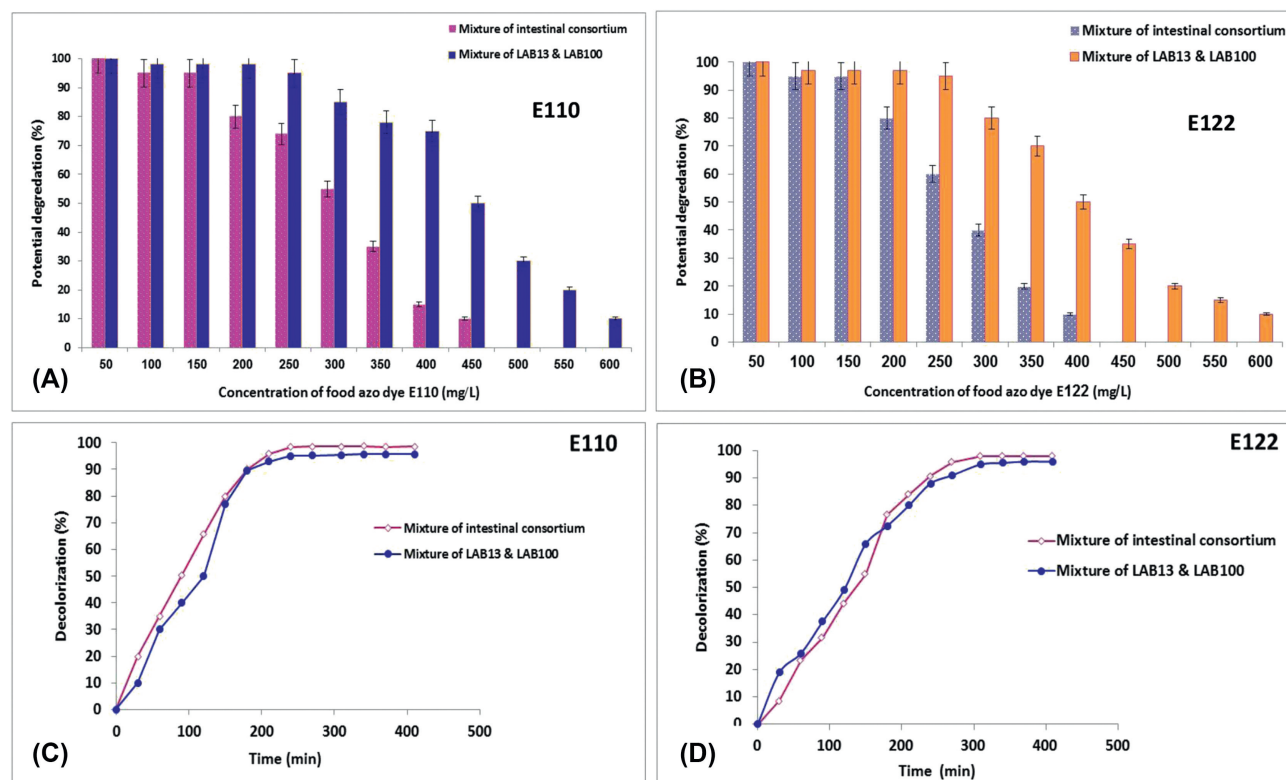 Mixture of intestinal consortium
Mixture of LAB13 & LAB100
E110
Potential degredation (%)
100
90
80
70
60
50
40
30
20
10
0
50 100 150 200 250 300 350 400 450 500 550 600
Concentration of food azo dye E110 (mg/L)
(A)
Mixture of intestinal consortium
Mixture of LAB13 & LAB100
E122
Potential degredation (%)
100
90
80
70
60
50
40
30
20
10
0
50 100 150 200 250 300 350 400 450 500 550 600
Concentration of food azo dye E122 (mg/L)
(B)
E110
Decolorization (%)
100
90
80
70
60
50
40
30
20
10
0
Mixture of intestinal consortium
Mixture of LAB13 & LAB100
0 100 200 300 400 500
Time (min)
(C)
E122
Decolorization (%)
100
90
80
70
60
50
40
30
20
10
0
Mixture of intestinal consortium
Mixture of LAB13 & LAB100
0 100 200 300 400 500
Time (min)
(D)